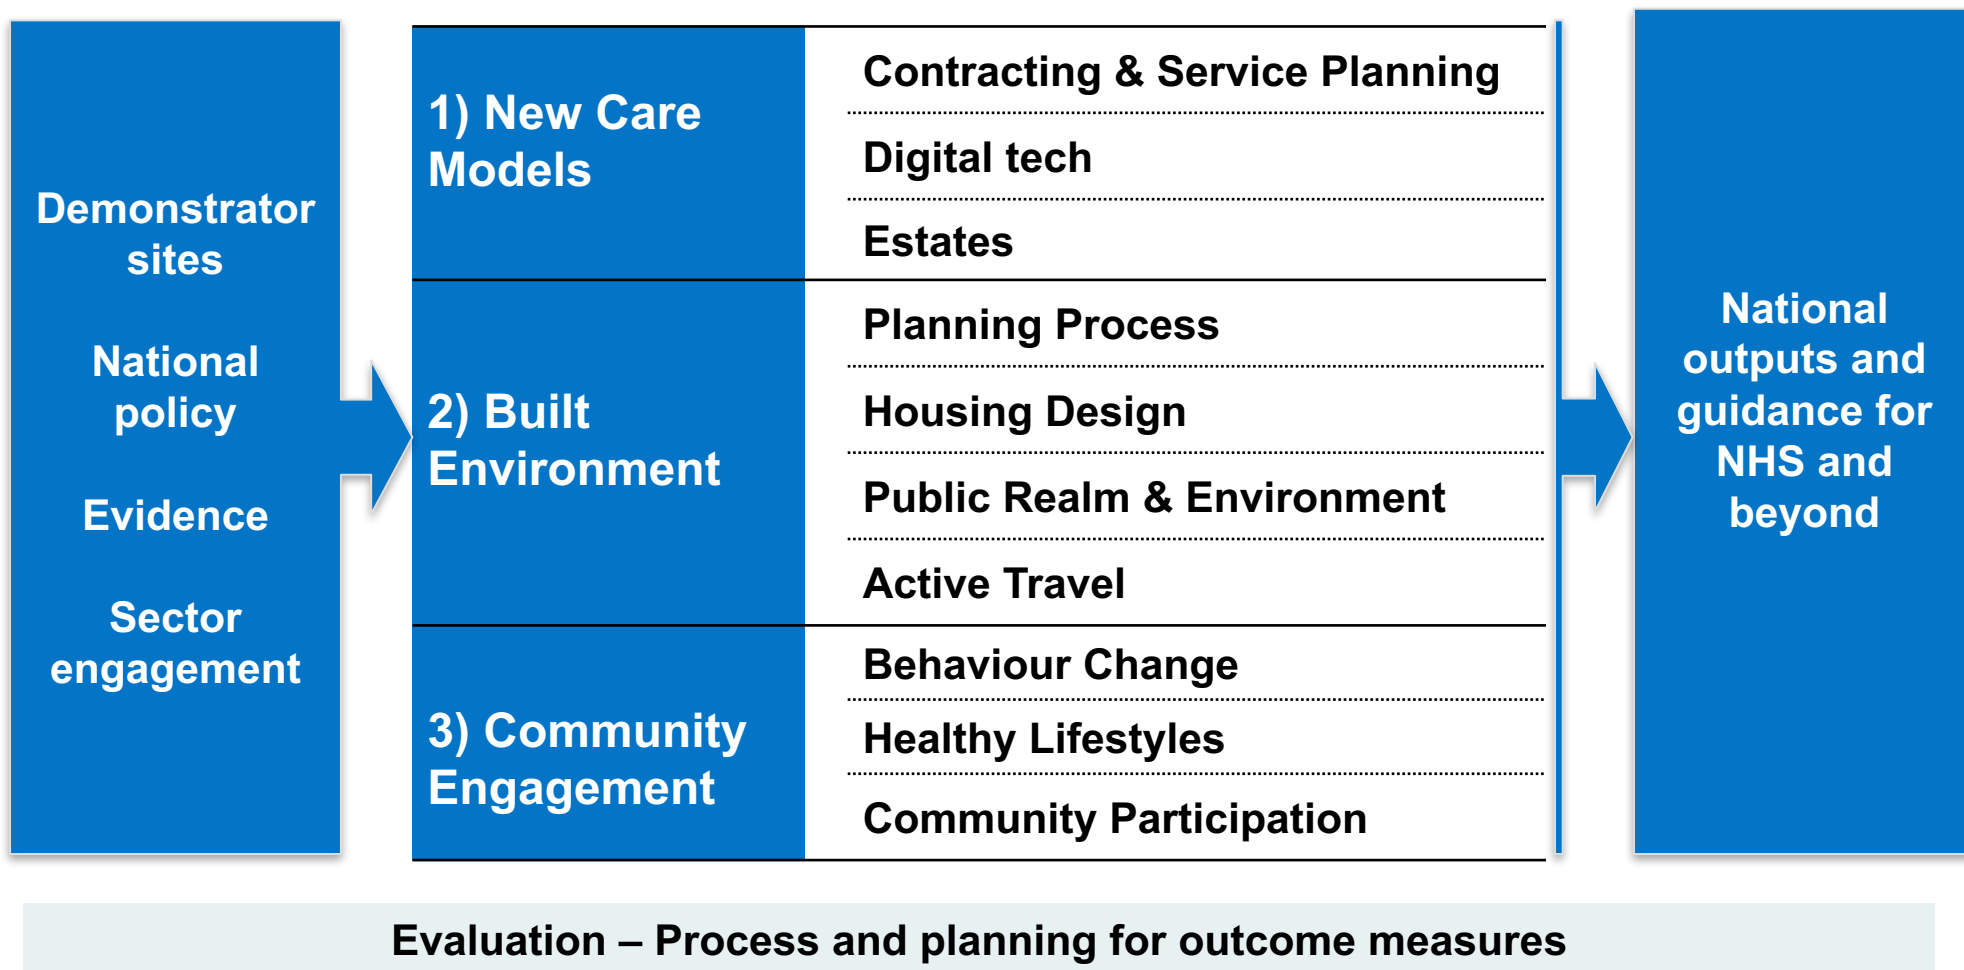 Demonstrator
sites
National
policy
Evidence
Sector
engagement
1) New Care
Models
Contracting & Service Planning
Digital tech
Estates
2) Built
Environment
Planning Process
Housing Design
Public Realm & Environment
Active Travel
3) Community
Engagement
Behaviour Change
Healthy Lifestyles
Community Participation
National
outputs and
guidance for
NHS and
beyond
Evaluation – Process and planning for outcome measures